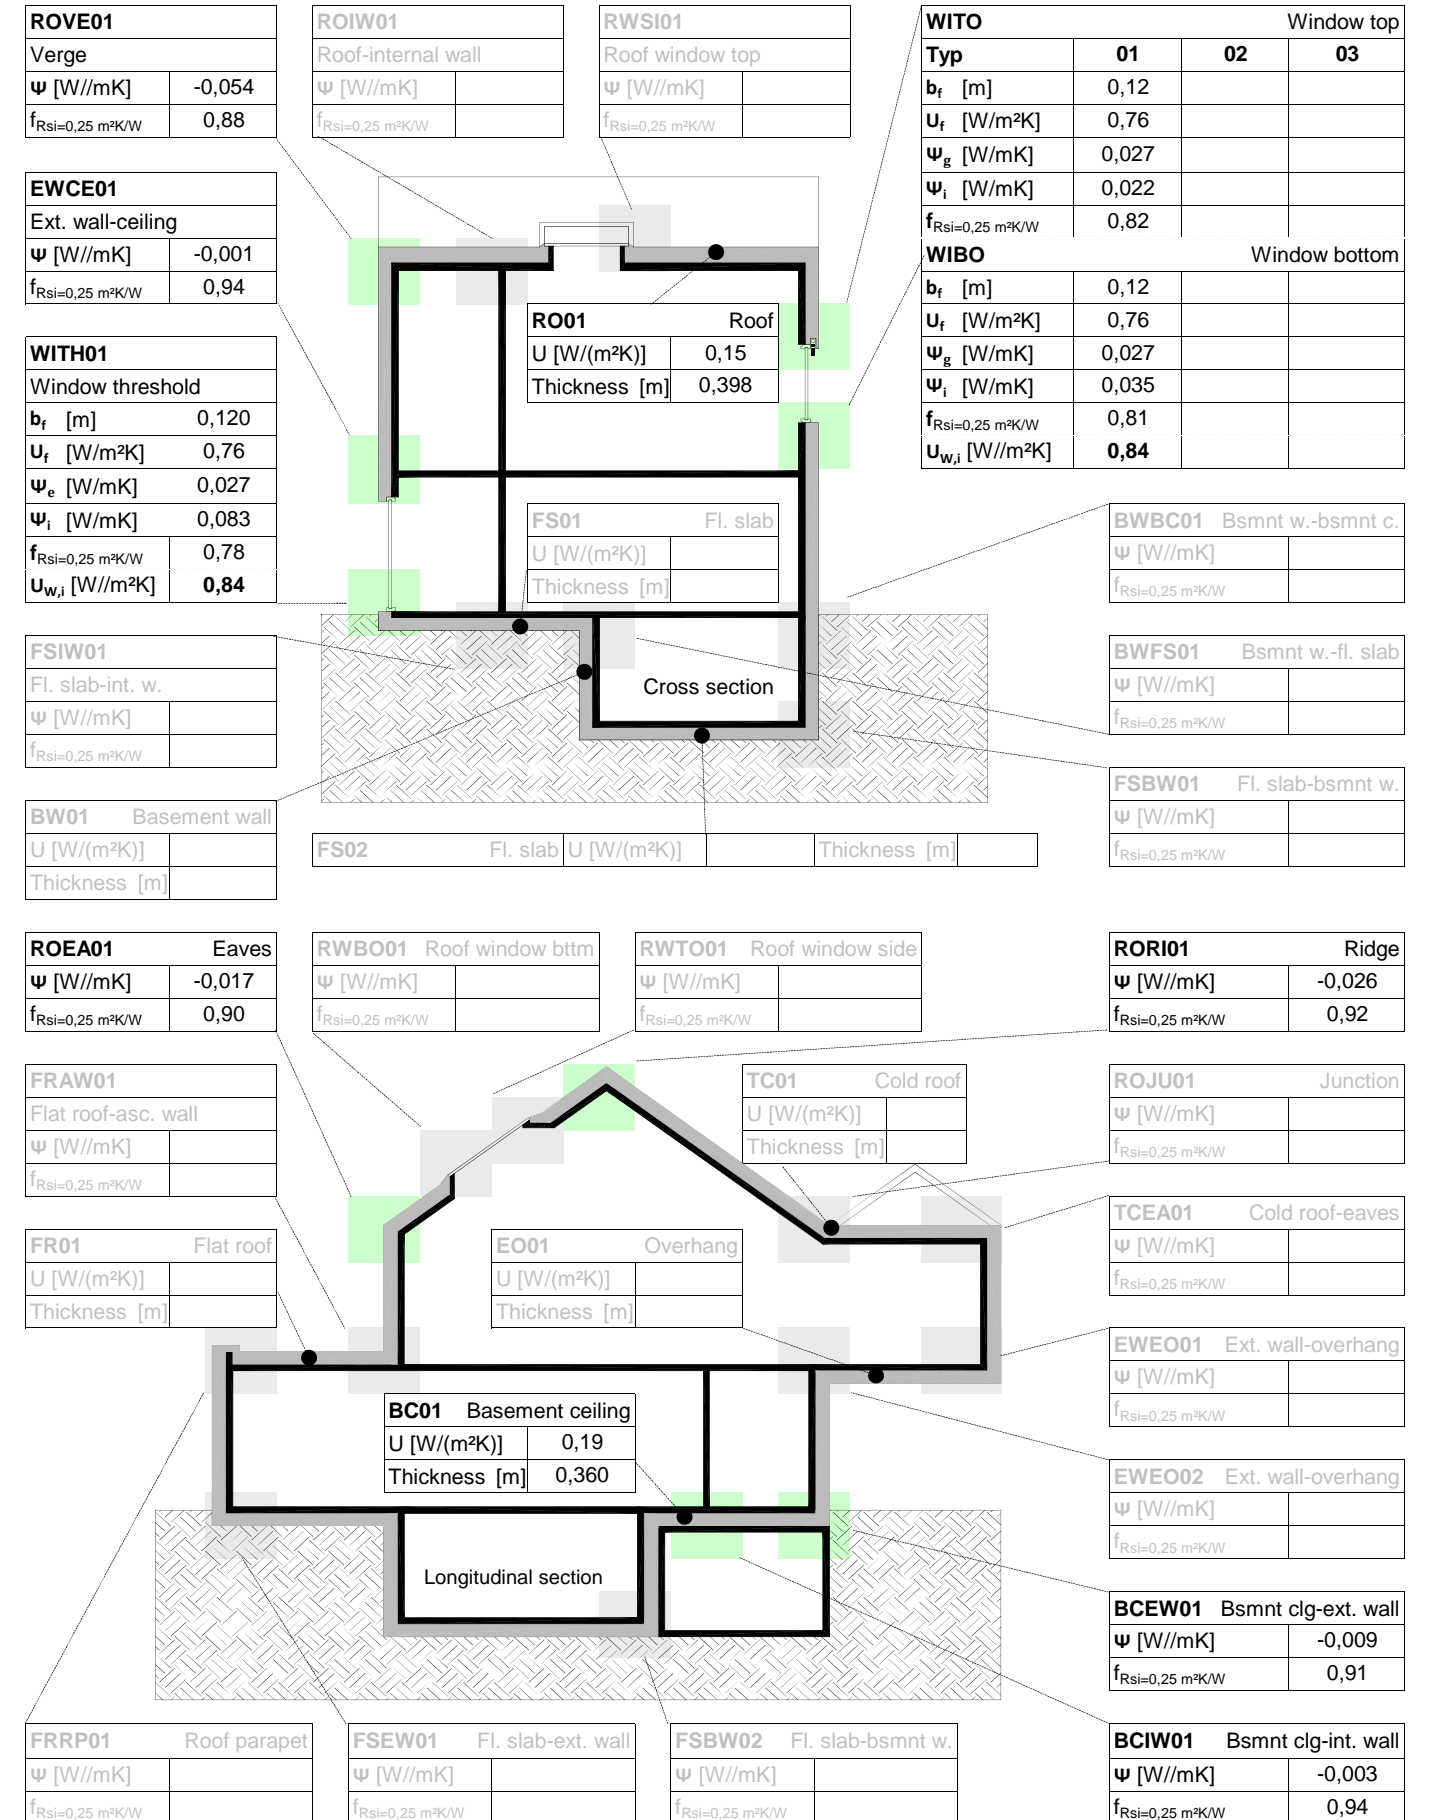 ROVE01
Verge
Ψ [W//mK] -0,054
fRsi=0,25 m²K/W 0,88
ROIW01
Roof-internal wall
Ψ [W//mK]
fRsi=0,25 m²K/W
RWSI01
Roof window top
Ψ [W//mK]
fRsi=0,25 m²K/W
WITO Window top
Typ 01 02 03
bf [m] 0,12
Uf [W/m²K] 0,76
Ψg [W/mK] 0,027
Ψi [W/mK] 0,022
fRsi=0,25 m²K/W 0,82
WIBO Window bottom
bf [m] 0,12
Uf [W/m²K] 0,76
Ψg [W/mK] 0,027
Ψi [W/mK] 0,035
fRsi=0,25 m²K/W 0,81
UW,i [W//m²K] 0,84
EWCE01
Ext. wall-ceiling
Ψ [W//mK] -0,001
fRsi=0,25 m²K/W 0,94
RO01 Roof
U [W/(m²K)] 0,15
Thickness [m] 0,398
WITH01
Window threshold
bf [m] 0,120
Uf [W/m²K] 0,76
Ψe [W/mK] 0,027
Ψi [W/mK] 0,083
fRsi=0,25 m²K/W 0,78
UW,i [W//m²K] 0,84
FS01 Fl. slab
U [W/(m²K)]
Thickness [m]
BWBC01 Bsmnt w.-bsmnt c.
Ψ [W//mK]
fRsi=0,25 m²K/W
FSIW01
Fl. slab-int. w.
Ψ [W//mK]
fRsi=0,25 m²K/W
Cross section
BWFS01 Bsmnt w.-fl. slab
Ψ [W//mK]
fRsi=0,25 m²K/W
FSBW01 Fl. slab-bsmnt w.
Ψ [W//mK]
fRsi=0,25 m²K/W
BW01 Basement wall
U [W/(m²K)]
Thickness [m]
FS02 Fl. slab U [W/(m²K)] Thickness [m]
ROEA01 Eaves
Ψ [W//mK] -0,017
fRsi=0,25 m²K/W 0,90
RWBO01 Roof window bttm
Ψ [W//mK]
fRsi=0,25 m²K/W
RWTO01 Roof window side
Ψ [W//mK]
fRsi=0,25 m²K/W
RORI01 Ridge
Ψ [W//mK] -0,026
fRsi=0,25 m²K/W 0,92
FRAW01
Flat roof-asc. wall
Ψ [W//mK]
fRsi=0,25 m²K/W
TC01 Cold roof
U [W/(m²K)]
Thickness [m]
ROJU01 Junction
Ψ [W//mK]
fRsi=0,25 m²K/W
FR01 Flat roof
U [W/(m²K)]
Thickness [m]
EO01 Overhang
U [W/(m²K)]
Thickness [m]
TCEA01 Cold roof-eaves
Ψ [W//mK]
fRsi=0,25 m²K/W
EWEO01 Ext. wall-overhang
Ψ [W//mK]
fRsi=0,25 m²K/W
BC01 Basement ceiling
U [W/(m²K)] 0,19
Thickness [m] 0,360
EWEO02 Ext. wall-overhang
Ψ [W//mK]
fRsi=0,25 m²K/W
Longitudinal section
BCEW01 Bsmnt clg-ext. wall
Ψ [W//mK] -0,009
fRsi=0,25 m²K/W 0,91
FRRP01 Roof parapet
Ψ [W//mK]
fRsi=0,25 m²K/W
FSEW01 Fl. slab-ext. wall
Ψ [W//mK]
fRsi=0,25 m²K/W
FSBW02 Fl. slab-bsmnt w.
Ψ [W//mK]
fRsi=0,25 m²K/W
BCIW01 Bsmnt clg-int. wall
Ψ [W//mK] -0,003
fRsi=0,25 m²K/W 0,94